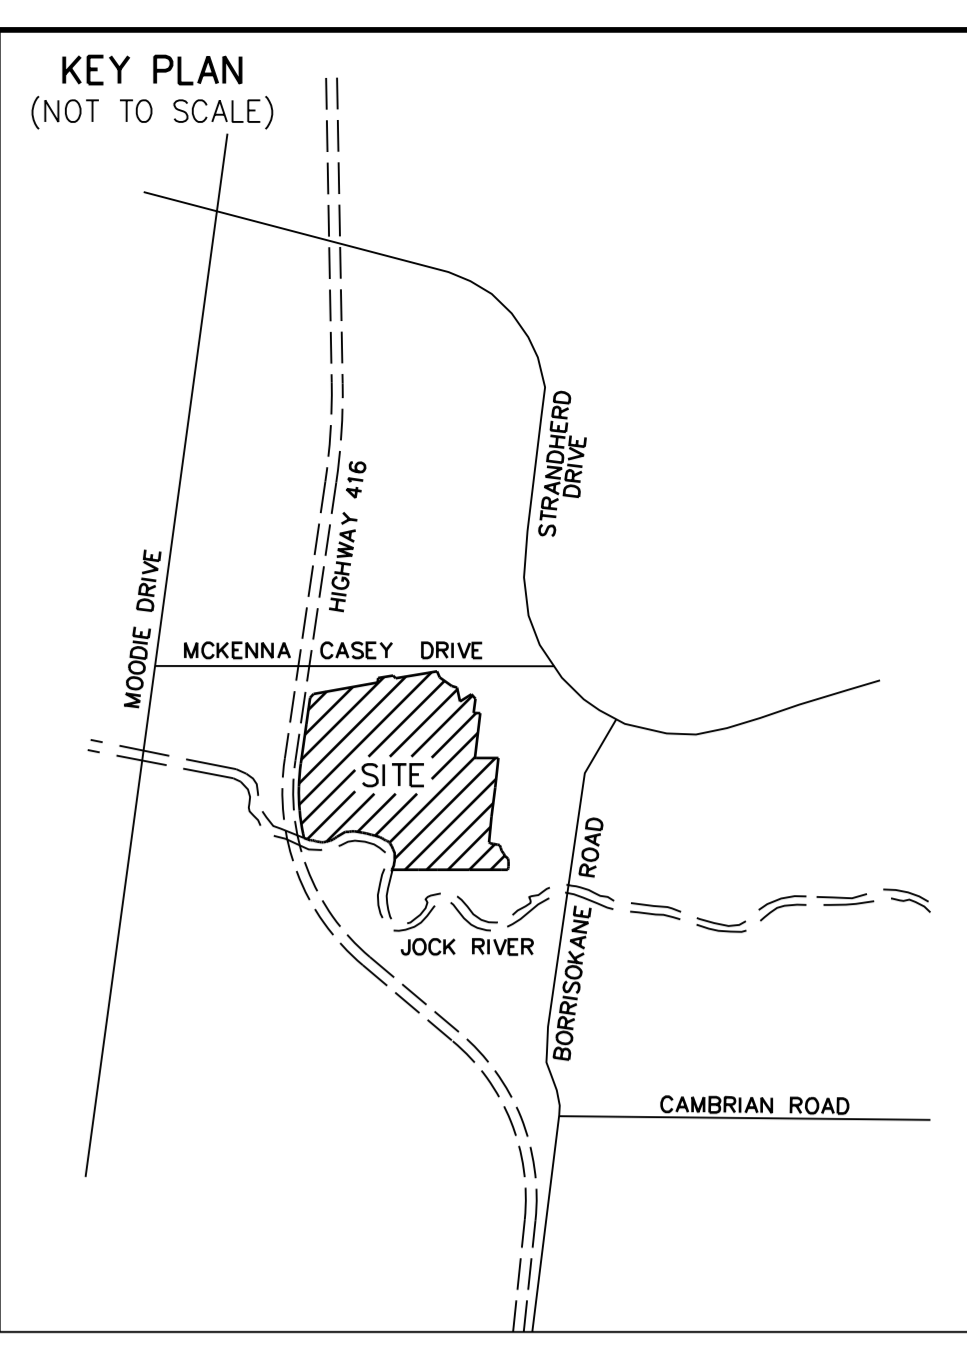 KEY PLAN
(NOT TO SCALE)
STRANDHERD
DRIVE
HIGHWAY 416
MOODIE DRIVE
MCKENNA CASEY DRIVE
SITE
BORRISOKANE ROAD
JOCK RIVER
CAMBRIAN ROAD